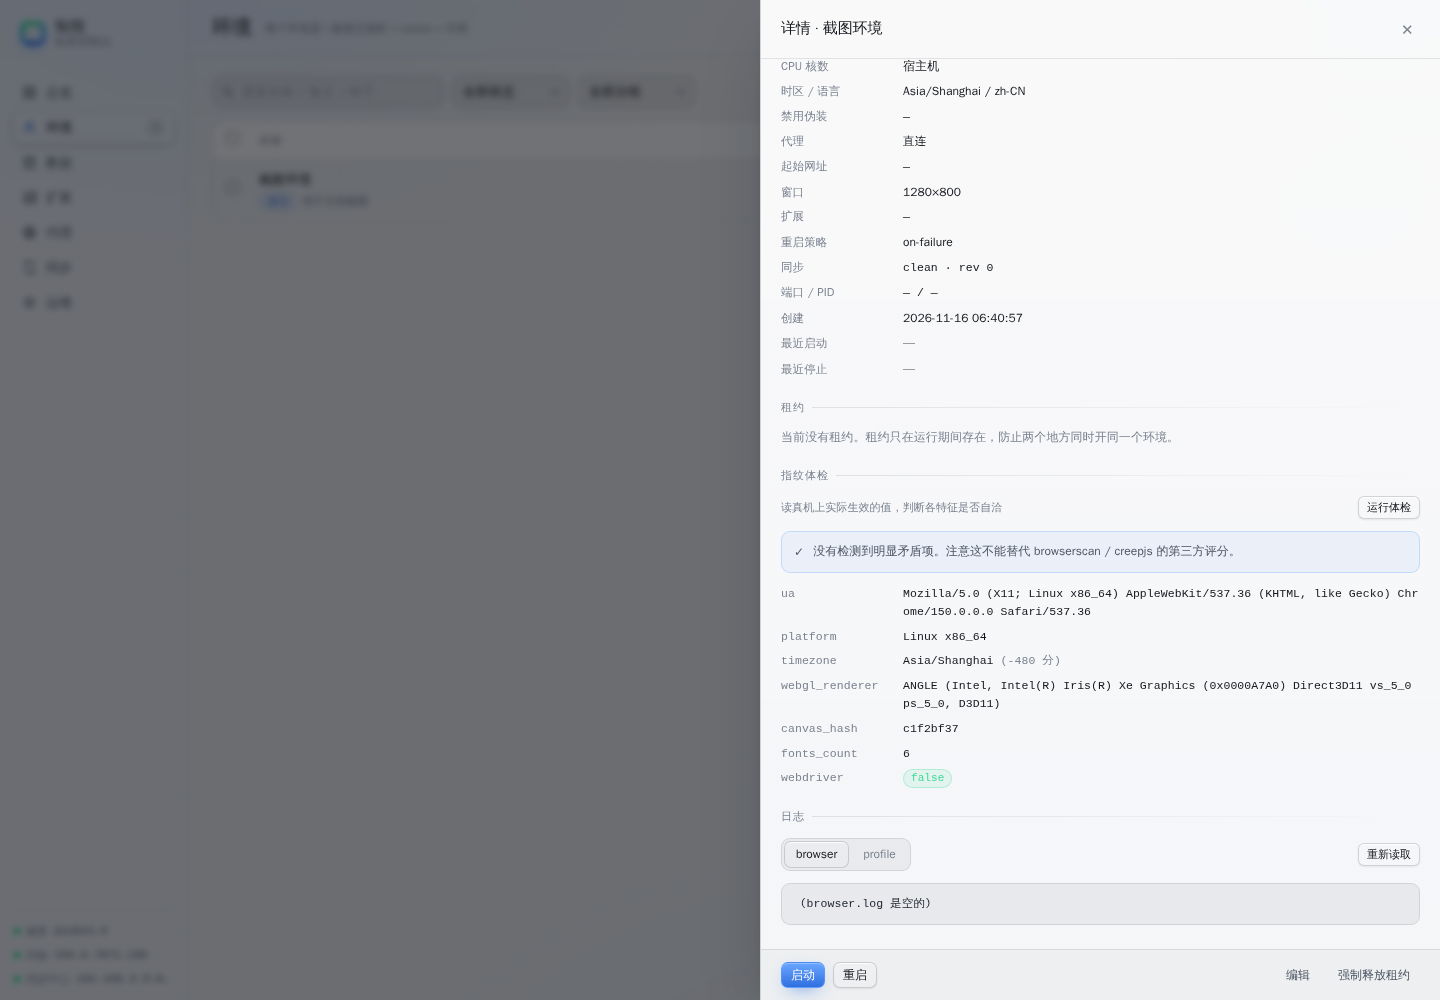 环境
详情 · 截图环境
×
CPU 核数 宿主机
时区 / 语言 Asia/Shanghai / zh-CN
禁用伪装 —
代理 直连
起始网址 —
窗口 1280×800
扩展 —
重启策略 on-failure
同步 clean · rev 0
端口 / PID — / —
创建 2026-11-16 06:40:57
最近启动 —
最近停止 —
租约
当前没有租约。租约只在运行期间存在，防止两个地方同时开同一个环境。
指纹体检
读真机上实际生效的值，判断各特征是否自洽 运行体检
✓ 没有检测到明显矛盾项。注意这不能替代 browserscan / creepjs 的第三方评分。
ua Mozilla/5.0 (X11; Linux x86_64) AppleWebKit/537.36 (KHTML, like Gecko) Chr
ome/150.0.0.0 Safari/537.36
platform Linux x86_64
timezone Asia/Shanghai (-480 分)
webgl_renderer ANGLE (Intel, Intel(R) Iris(R) Xe Graphics (0x0000A7A0) Direct3D11 vs_5_0
ps_5_0, D3D11)
canvas_hash c1f2bf37
fonts_count 6
webdriver false
日志
browser profile 重新读取
(browser.log 是空的)
启动 重启 编辑 强制释放租约